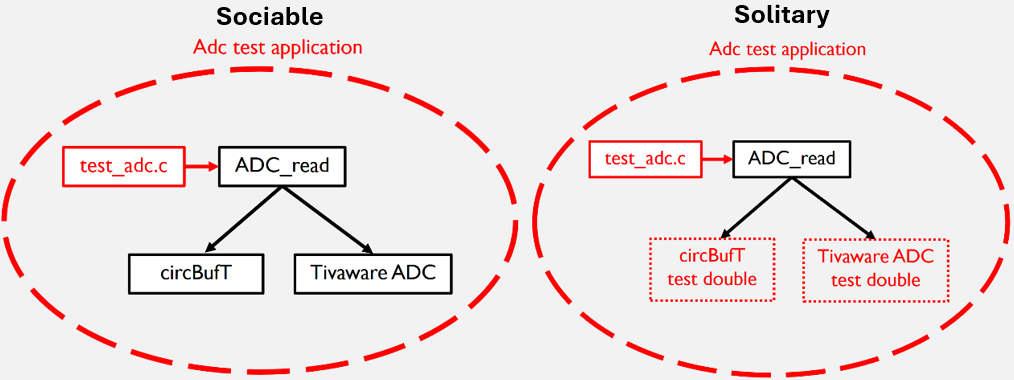 Sociable
Adc test application
test_adc.c
ADC_read
circBufT
Tivaware ADC
Solitary
Adc test application
test_adc.c
ADC_read
circBufT
test double
Tivaware ADC
test double